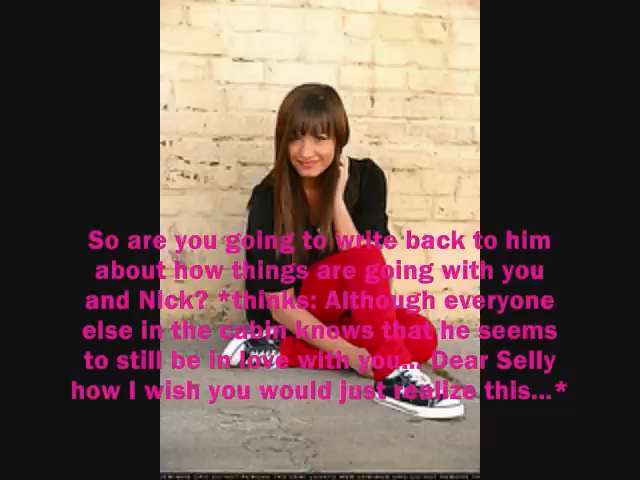 So are you going to write back to him
about how things are going with you
and Nick? *thinks: Although everyone
else in the cabin knows that he seems
to still be in love with you... Dear Selly
how I wish you would just realize this...*